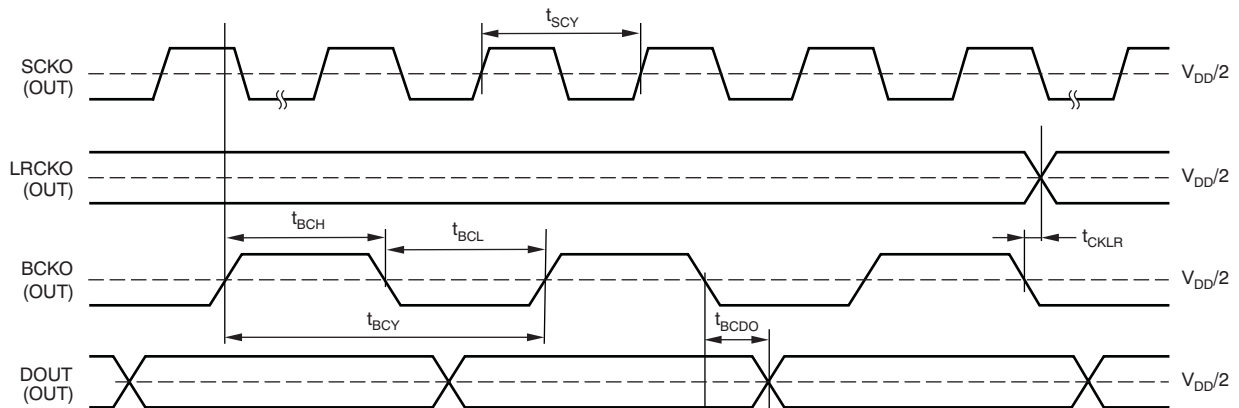 t_SCY
SCKO
(OUT)
V_DD/2
LRCKO
(OUT)
V_DD/2
t_BCH
t_BCL
t_CKLR
BCKO
(OUT)
V_DD/2
t_BCY
t_BCDO
DOUT
(OUT)
V_DD/2